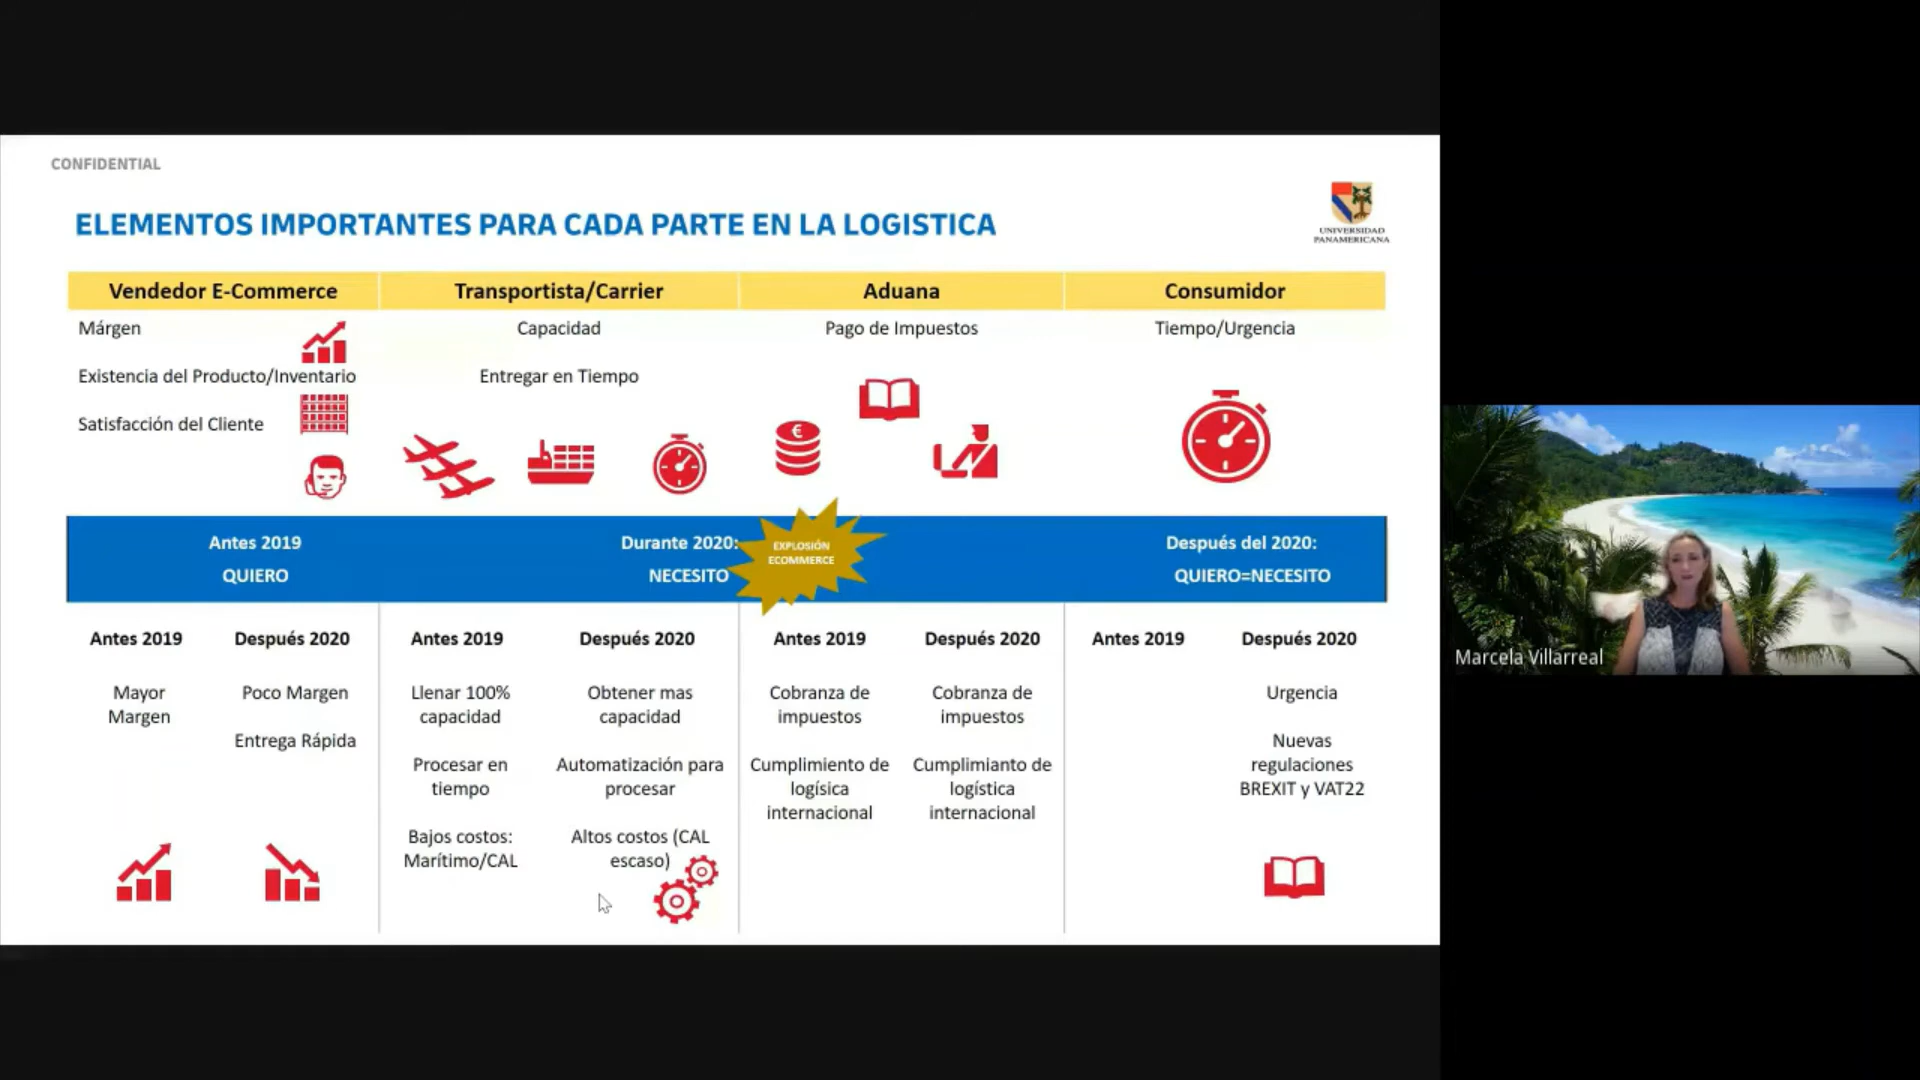 CONFIDENTIAL
ELEMENTOS IMPORTANTES PARA CADA PARTE EN LA LOGISTICA
UNIVERSIDAD
PANAMERICANA
Vendedor E-Commerce
Márgen
Existencia del Producto/Inventario
Satisfacción del Cliente
Transportista/Carrier
Capacidad
Entregar en Tiempo
Aduana
Pago de Impuestos
Consumidor
Tiempo/Urgencia
€
Antes 2019
QUIERO
Durante 2020:
NECESITO
EXPLOSIÓN
ECOMMERCE
Después del 2020:
QUIERO=NECESITO
Antes 2019
Mayor
Margen
Después 2020
Poco Margen
Entrega Rápida
Antes 2019
Llenar 100%
capacidad
Procesar en
tiempo
Bajos costos:
Marítimo/CAL
Después 2020
Obtener mas
capacidad
Automatización para
procesar
Altos costos (CAL
escaso)
Antes 2019
Cobranza de
impuestos
Cumplimiento de
logísica
internacional
Después 2020
Cobranza de
impuestos
Cumplimianto de
logística
internacional
Antes 2019
Después 2020
Urgencia
Nuevas
regulaciones
BREXIT y VAT22
Marcela Villarreal